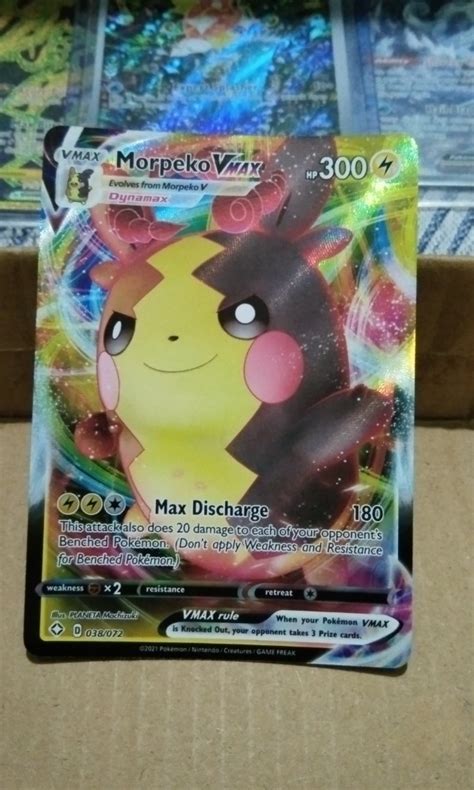 VMAX Morpeko VMAX HP 300
Evolves from Morpeko V
Dynamax
Max Discharge 180
This attack also does 20 damage to each of your opponent's
Benched Pokémon. (Don't apply Weakness and Resistance
for Benched Pokémon.)
weakness ×2 resistance retreat
Illus. PLANETA Mochizuki
D 038/072
VMAX rule When your Pokémon VMAX
is Knocked Out, your opponent takes 3 Prize cards.
©2021 Pokémon / Nintendo / Creatures / GAME FREAK